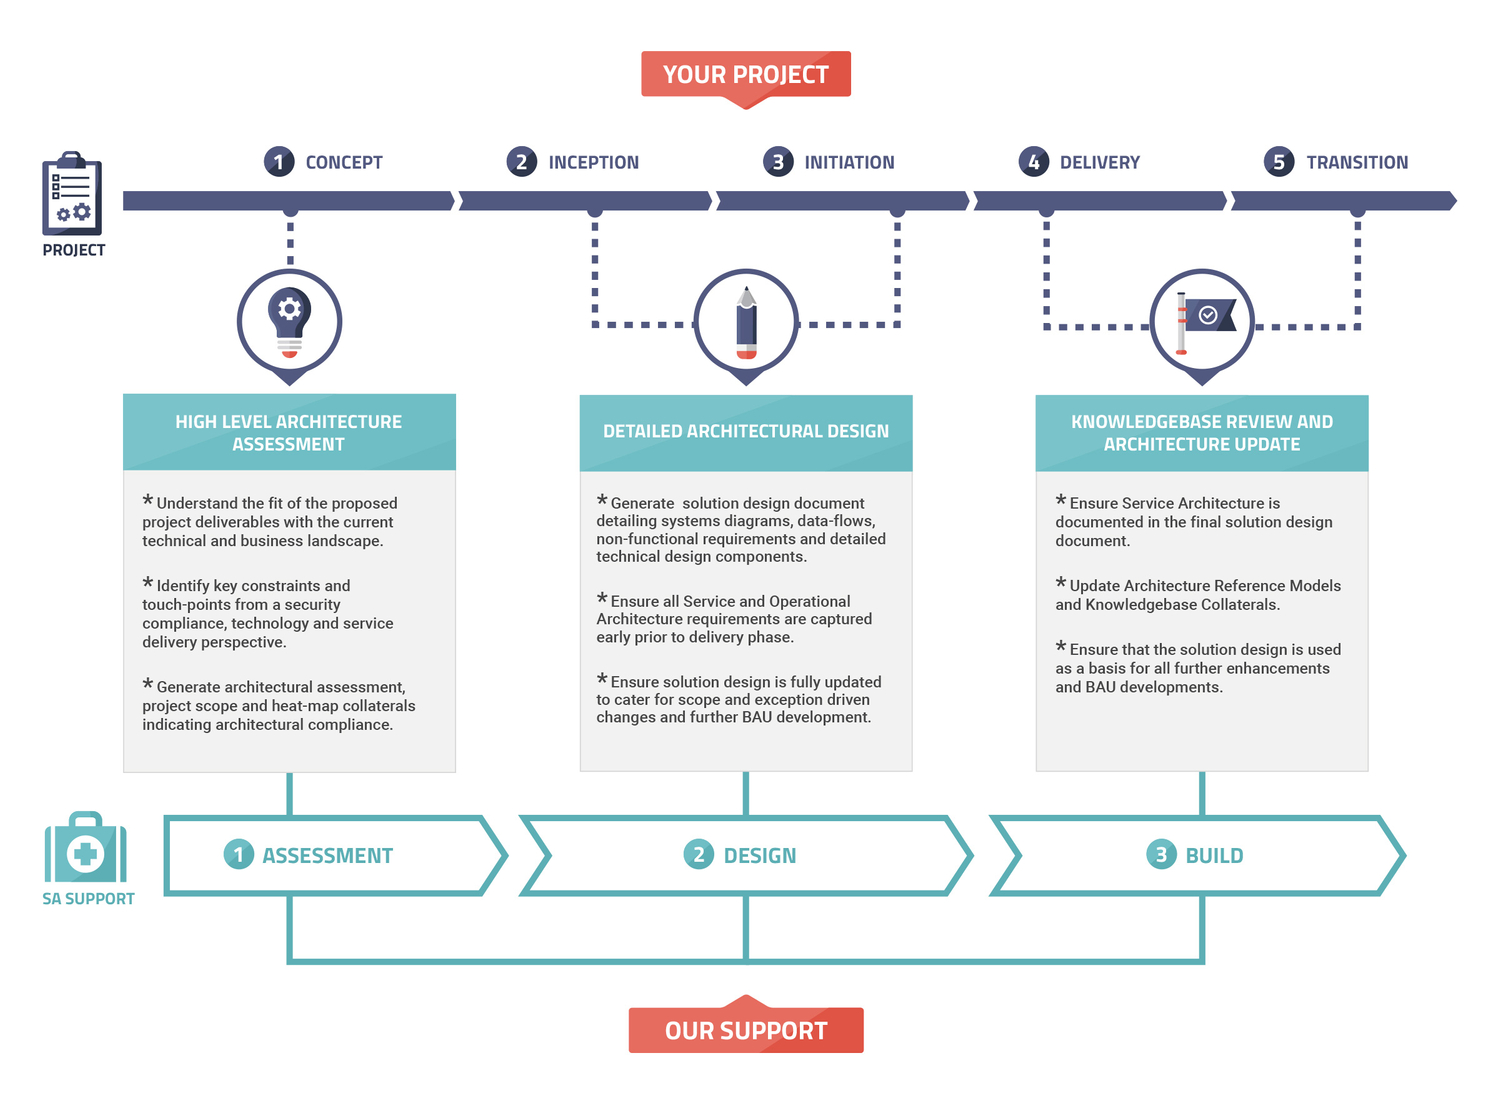 YOUR PROJECT
1 CONCEPT
2 INCEPTION
3 INITIATION
4 DELIVERY
5 TRANSITION
PROJECT
HIGH LEVEL ARCHITECTURE
ASSESSMENT
* Understand the fit of the proposed
project deliverables with the current
technical and business landscape.
* Identify key constraints and
touch-points from a security
compliance, technology and service
delivery perspective.
* Generate architectural assessment,
project scope and heat-map collaterals
indicating architectural compliance.
DETAILED ARCHITECTURAL DESIGN
* Generate  solution design document
detailing systems diagrams, data-flows,
non-functional requirements and detailed
technical design components.
* Ensure all Service and Operational
Architecture requirements are captured
early prior to delivery phase.
* Ensure solution design is fully updated
to cater for scope and exception driven
changes and further BAU development.
KNOWLEDGEBASE REVIEW AND
ARCHITECTURE UPDATE
* Ensure Service Architecture is
documented in the final solution design
document.
* Update Architecture Reference Models
and Knowledgebase Collaterals.
* Ensure that the solution design is used
as a basis for all further enhancements
and BAU developments.
SA SUPPORT
1 ASSESSMENT
2 DESIGN
3 BUILD
OUR SUPPORT